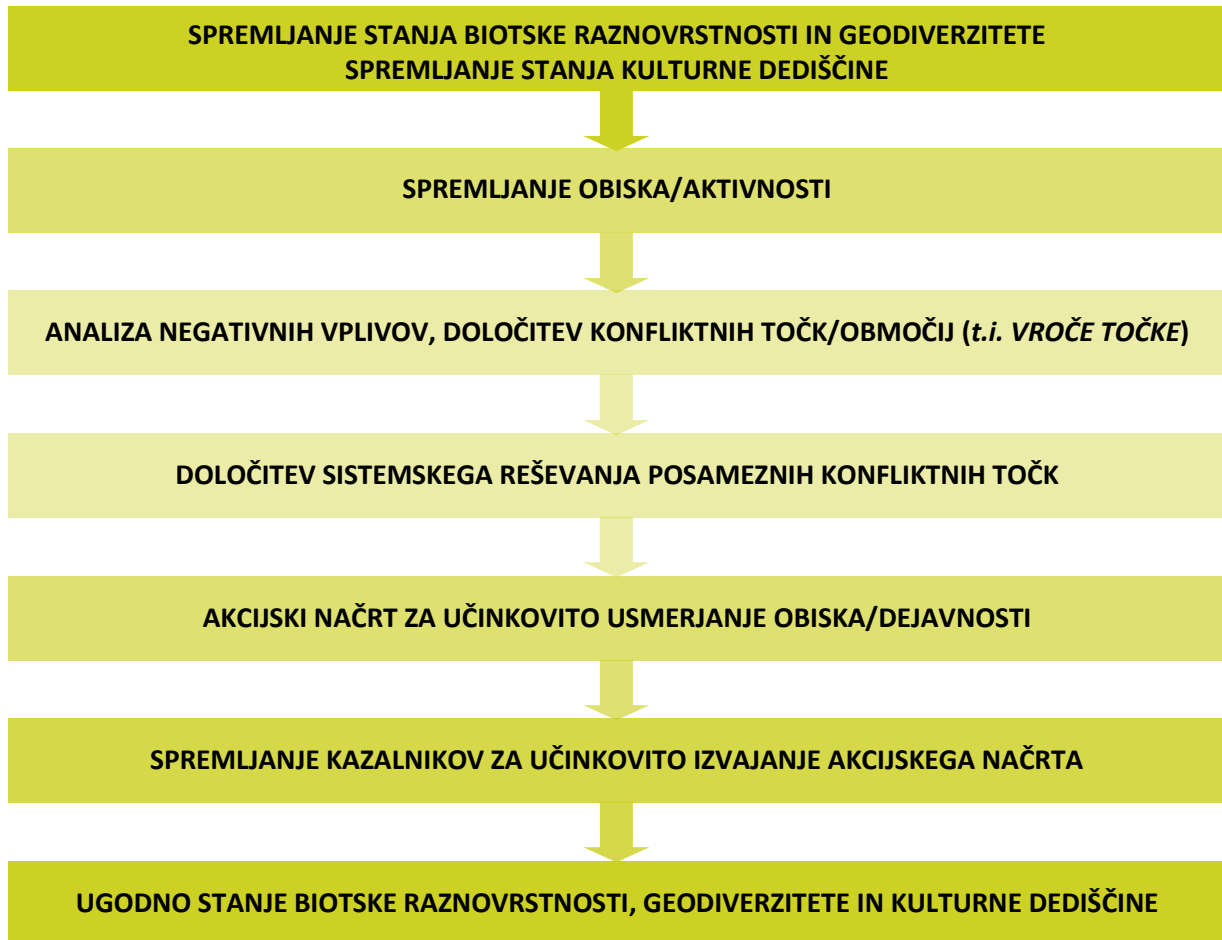 SPREMLJANJE STANJA BIOTSKE RAZNOVRSTNOSTI IN GEODIVERZITETE
SPREMLJANJE STANJA KULTURNE DEDIŠČINE
SPREMLJANJE OBISKA/AKTIVNOSTI
ANALIZA NEGATIVNIH VPLIVOV, DOLOČITEV KONFLIKTNIH TOČK/OBMOČIJ (t.i. VROČE TOČKE)
DOLOČITEV SISTEMSKEGA REŠEVANJA POSAMEZNIH KONFLIKTNIH TOČK
AKCIJSKI NAČRT ZA UČINKOVITO USMERJANJE OBISKA/DEJAVNOSTI
SPREMLJANJE KAZALNIKOV ZA UČINKOVITO IZVAJANJE AKCIJSKEGA NAČRTA
UGODNO STANJE BIOTSKE RAZNOVRSTNOSTI, GEODIVERZITETE IN KULTURNE DEDIŠČINE